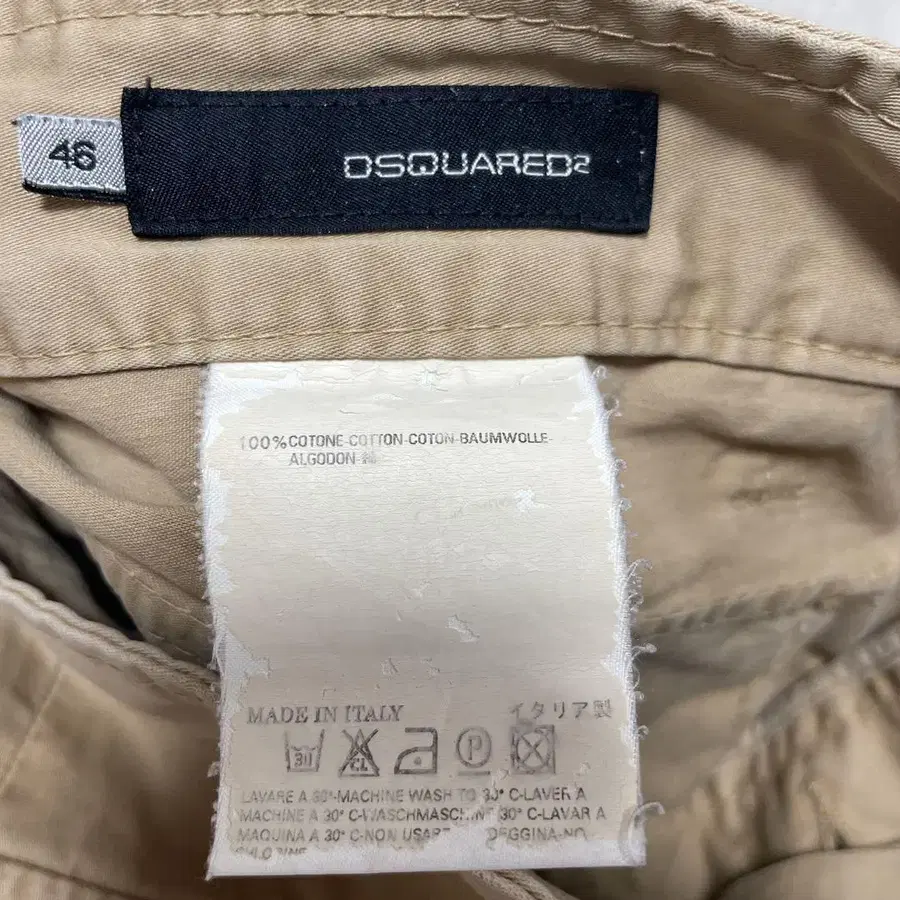 46
DSQUARED2
100% COTONE-COTTON-COTON-BAUMWOLLE-
ALGODON-
MADE IN ITALY イタリア製
30 CL P
LAVARE A 30°-MACHINE WASH TO 30° C-LAVER A
MACHINE A 30° C-WASCHMASCHINE 30° C-LAVAR A
MAQUINA A 30° C-NON USARE